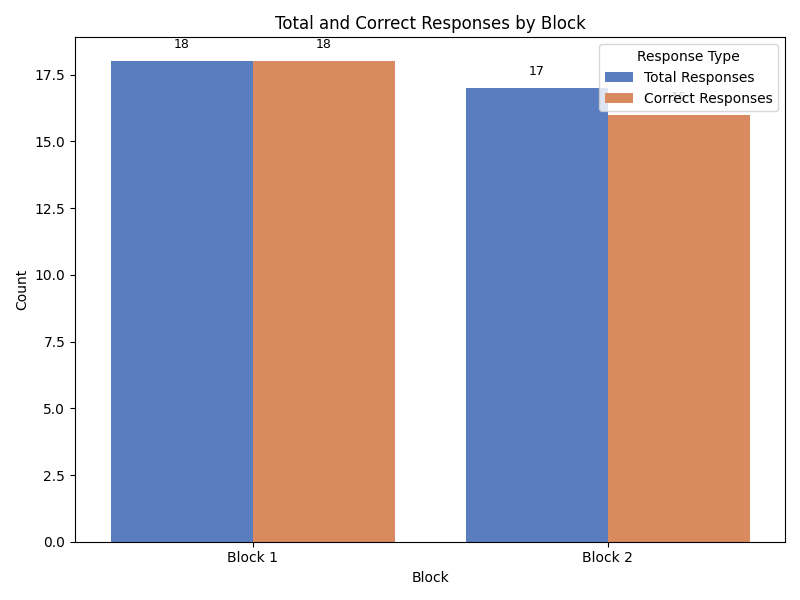 Total and Correct Responses by Block
18
18
17
Response Type
Total Responses
Correct Responses
17.5
15.0
12.5
10.0
7.5
5.0
2.5
0.0
Count
Block 1
Block 2
Block